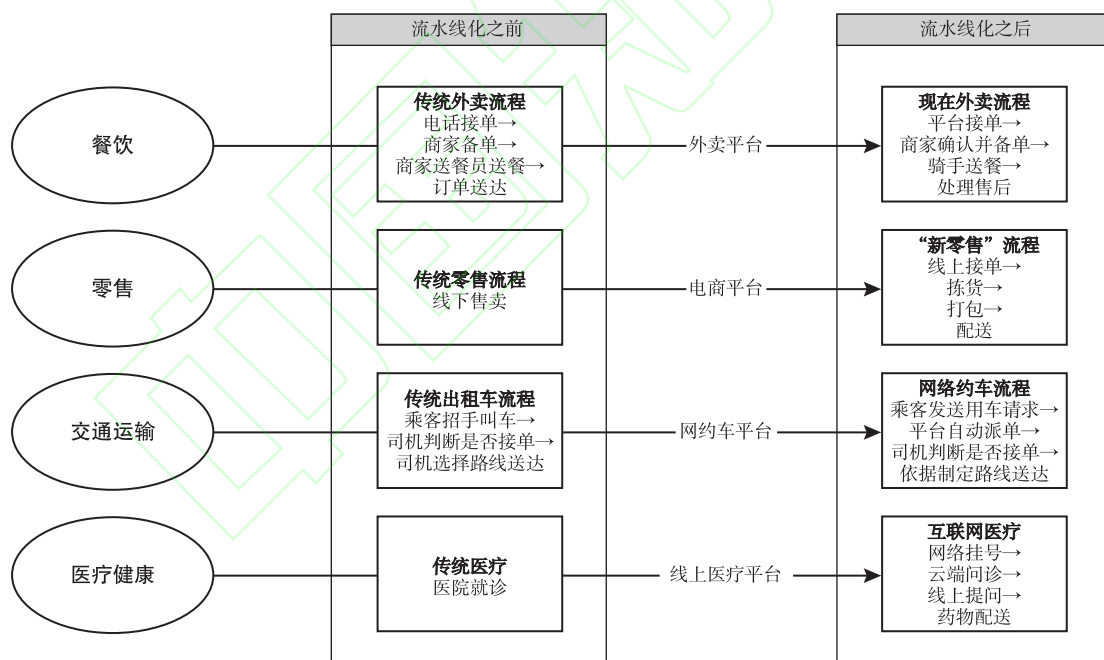 流水线化之前
流水线化之后
餐饮
传统外卖流程
电话接单→
商家备单→
商家送餐员送餐→
订单送达
外卖平台
现在外卖流程
平台接单→
商家确认并备单→
骑手送餐→
处理售后
零售
传统零售流程
线下售卖
电商平台
“新零售”流程
线上接单→
拣货→
打包→
配送
交通运输
传统出租车流程
乘客招手叫车→
司机判断是否接单→
司机选择路线送达
网约车平台
网络约车流程
乘客发送用车请求→
平台自动派单→
司机判断是否接单→
依据制定路线送达
医疗健康
传统医疗
医院就诊
线上医疗平台
互联网医疗
网络挂号→
云端问诊→
线上提问→
药物配送